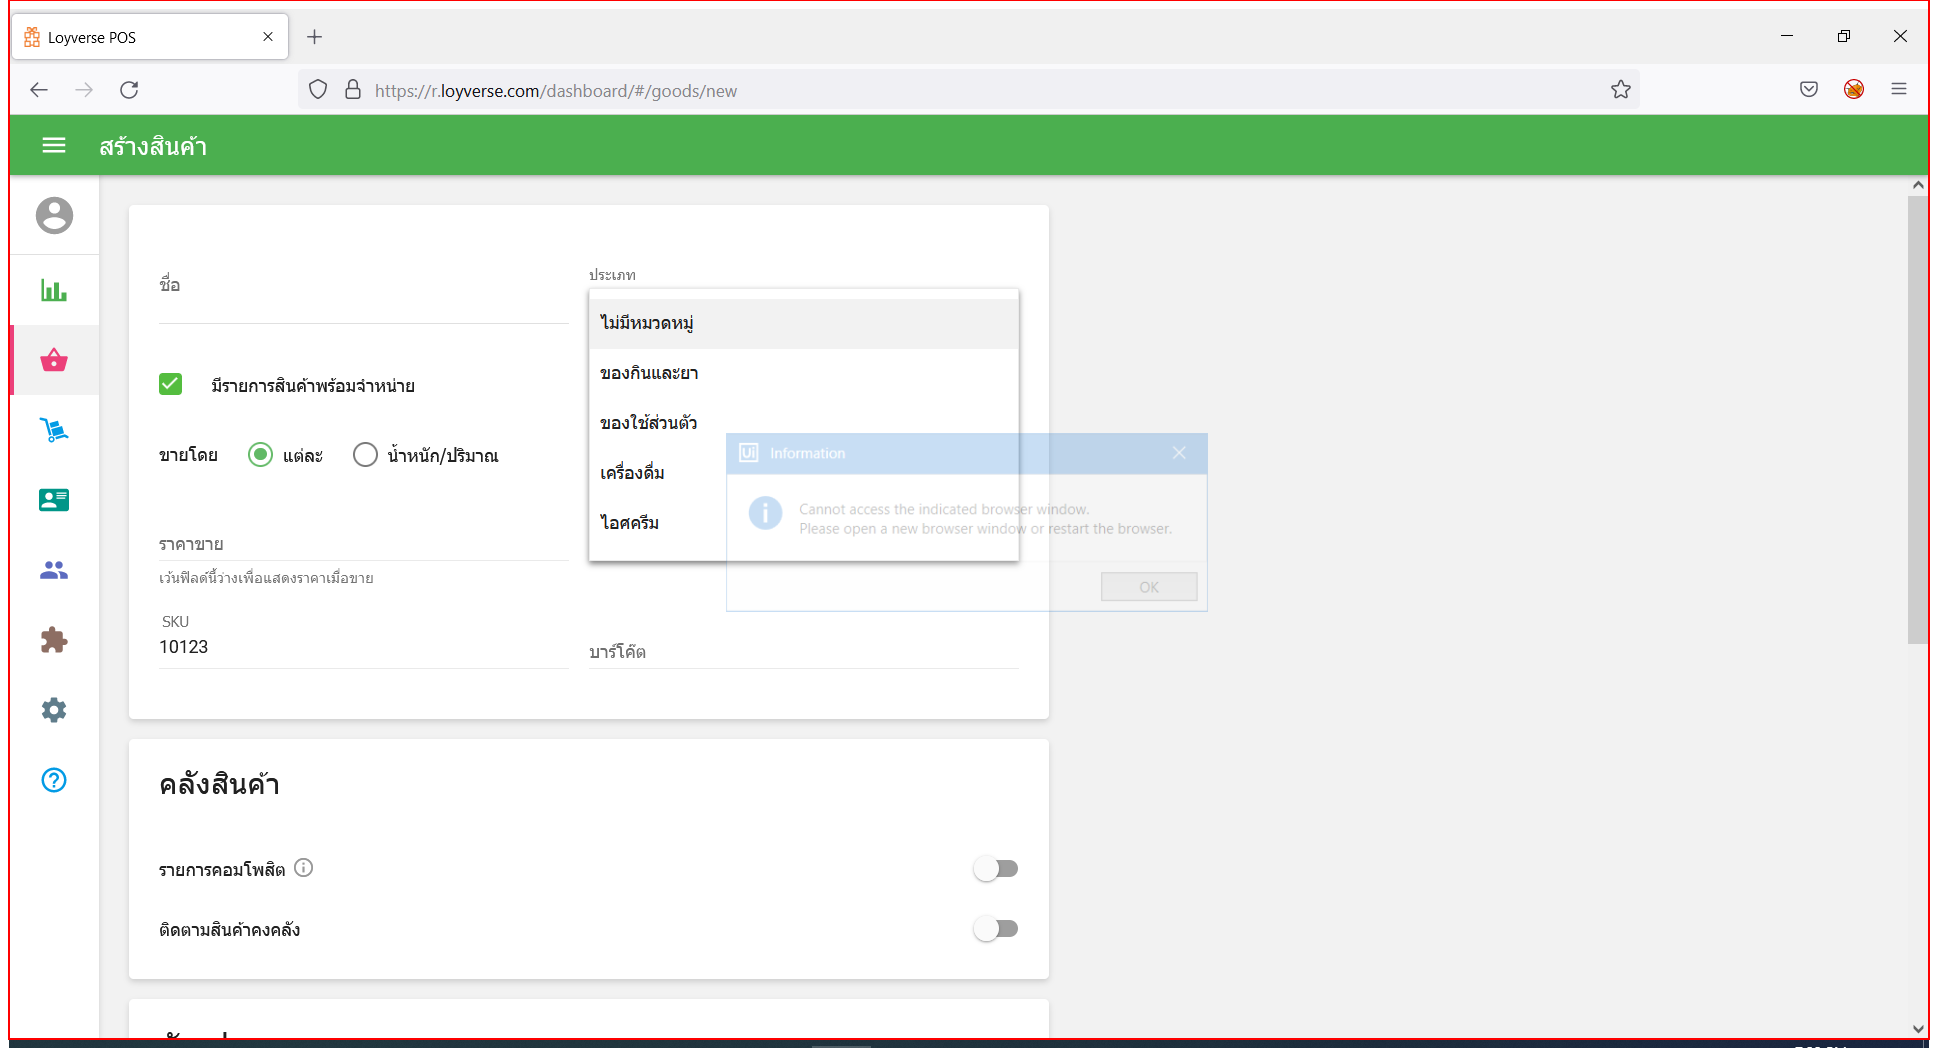 Loyverse POS
https://r.loyverse.com/dashboard/#/goods/new
สร้างสินค้า
ชื่อ
ประเภท
ไม่มีหมวดหมู่
ของกินและยา
ของใช้ส่วนตัว
เครื่องดื่ม
ไอศครีม
มีรายการสินค้าพร้อมจำหน่าย
ขายโดย
แต่ละ
น้ำหนัก/ปริมาณ
Ui Information
Cannot access the indicated browser window.
Please open a new browser window or restart the browser.
OK
ราคาขาย
เว้นฟิลด์นี้ว่างเพื่อแสดงราคาเมื่อขาย
SKU
10123
บาร์โค๊ด
คลังสินค้า
รายการคอมโพสิต
ติดตามสินค้าคงคลัง